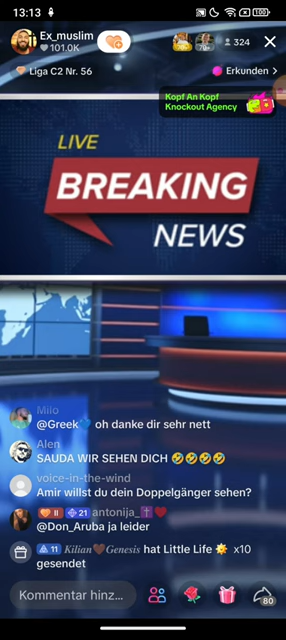 13:13
100
Ex_muslim
101.0K
70+
324
Liga C2 Nr. 56
Erkunden >
Kopf An Kopf
Knockout Agency
LIVE
BREAKING
NEWS
Milo
@Greek💙 oh danke dir sehr nett
Alen
SAUDA WIR SEHEN DICH 🤣🤣🤣🤣
voice-in-the-wind
Amir willst du dein Doppelgänger sehen?
II 21 antonija_✝️❤️
@Don_Aruba ja leider
11 Kilian🤎Genesis hat Little Life x10
gesendet
Kommentar hinz...
80